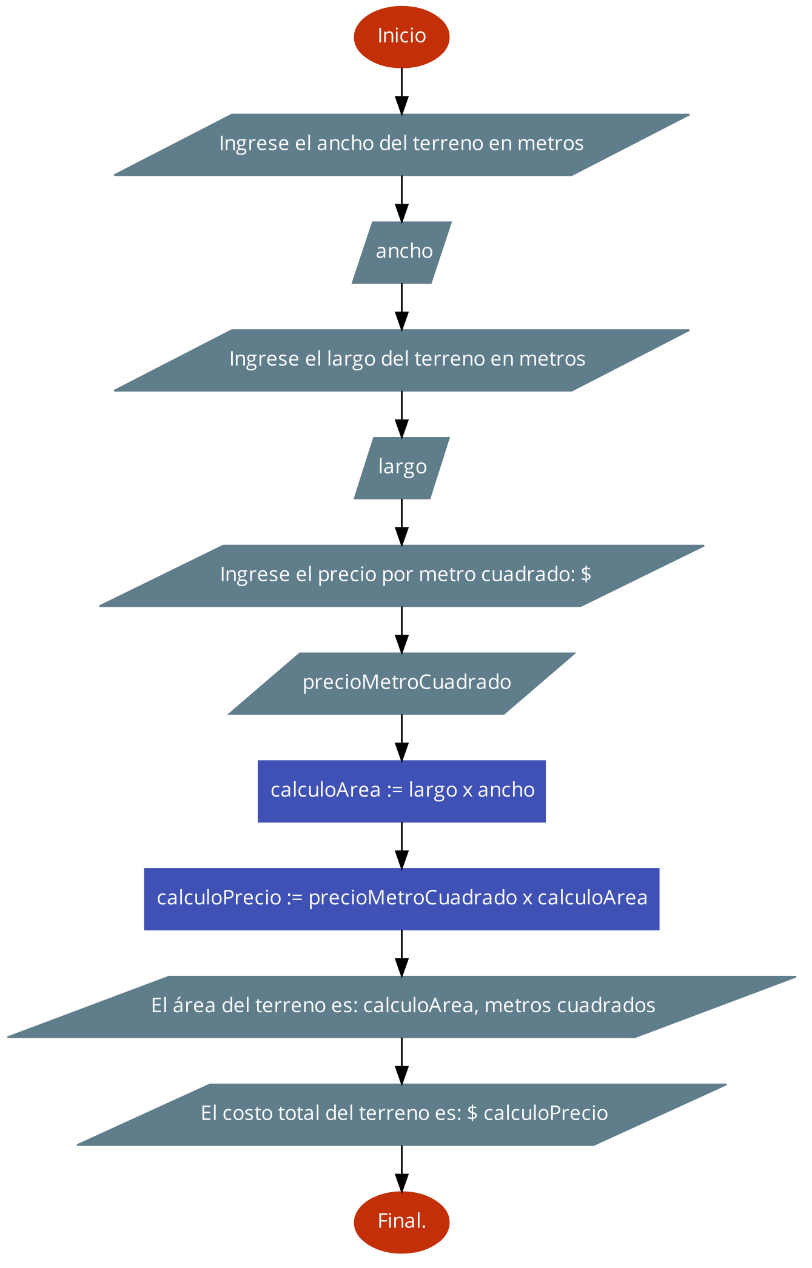 Inicio
Ingrese el ancho del terreno en metros
ancho
Ingrese el largo del terreno en metros
largo
Ingrese el precio por metro cuadrado: $
precioMetroCuadrado
calculoArea := largo x ancho
calculoPrecio := precioMetroCuadrado x calculoArea
El área del terreno es: calculoArea, metros cuadrados
El costo total del terreno es: $ calculoPrecio
Final.